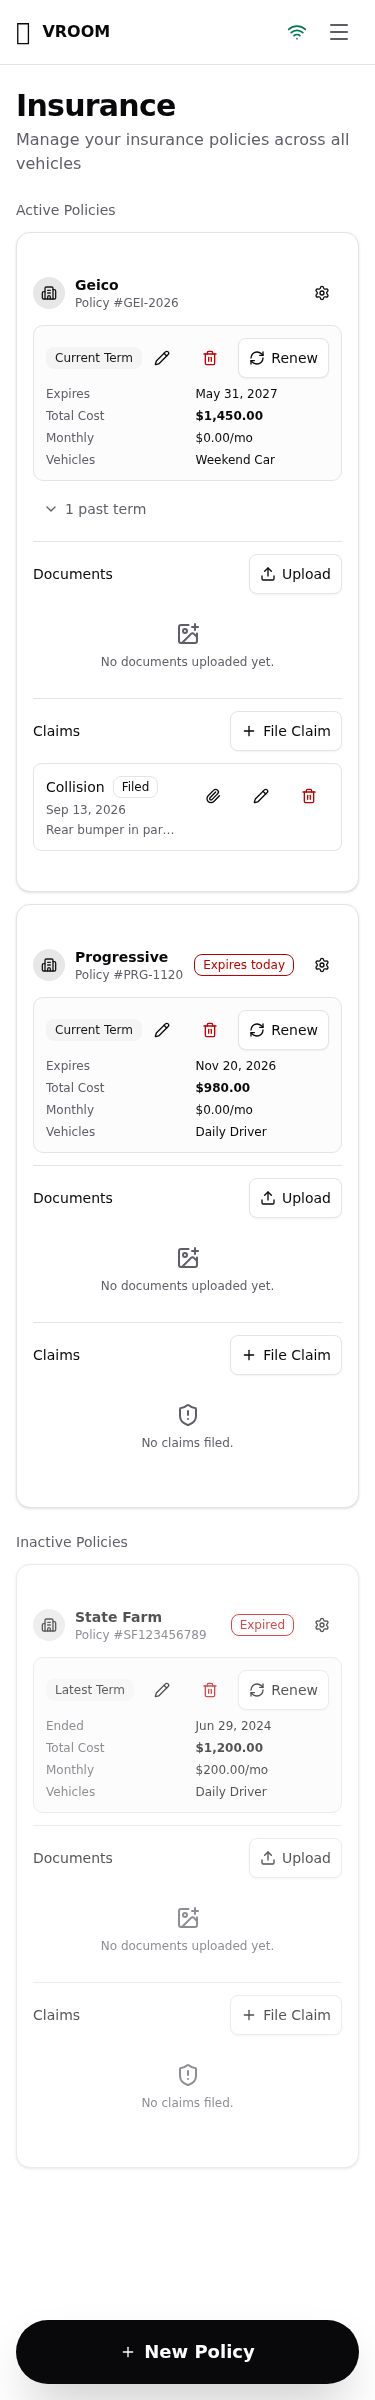 VROOM
Insurance
Manage your insurance policies across all
vehicles
Active Policies
Geico
Policy #GEI-2026
Current Term
Renew
Expires May 31, 2027
Total Cost $1,450.00
Monthly $0.00/mo
Vehicles Weekend Car
1 past term
Documents
Upload
No documents uploaded yet.
Claims
File Claim
Collision Filed
Sep 13, 2026
Rear bumper in par...
Progressive
Policy #PRG-1120
Expires today
Current Term
Renew
Expires Nov 20, 2026
Total Cost $980.00
Monthly $0.00/mo
Vehicles Daily Driver
Documents
Upload
No documents uploaded yet.
Claims
File Claim
No claims filed.
Inactive Policies
State Farm
Policy #SF123456789
Expired
Latest Term
Renew
Ended Jun 29, 2024
Total Cost $1,200.00
Monthly $200.00/mo
Vehicles Daily Driver
Documents
Upload
No documents uploaded yet.
Claims
File Claim
No claims filed.
New Policy